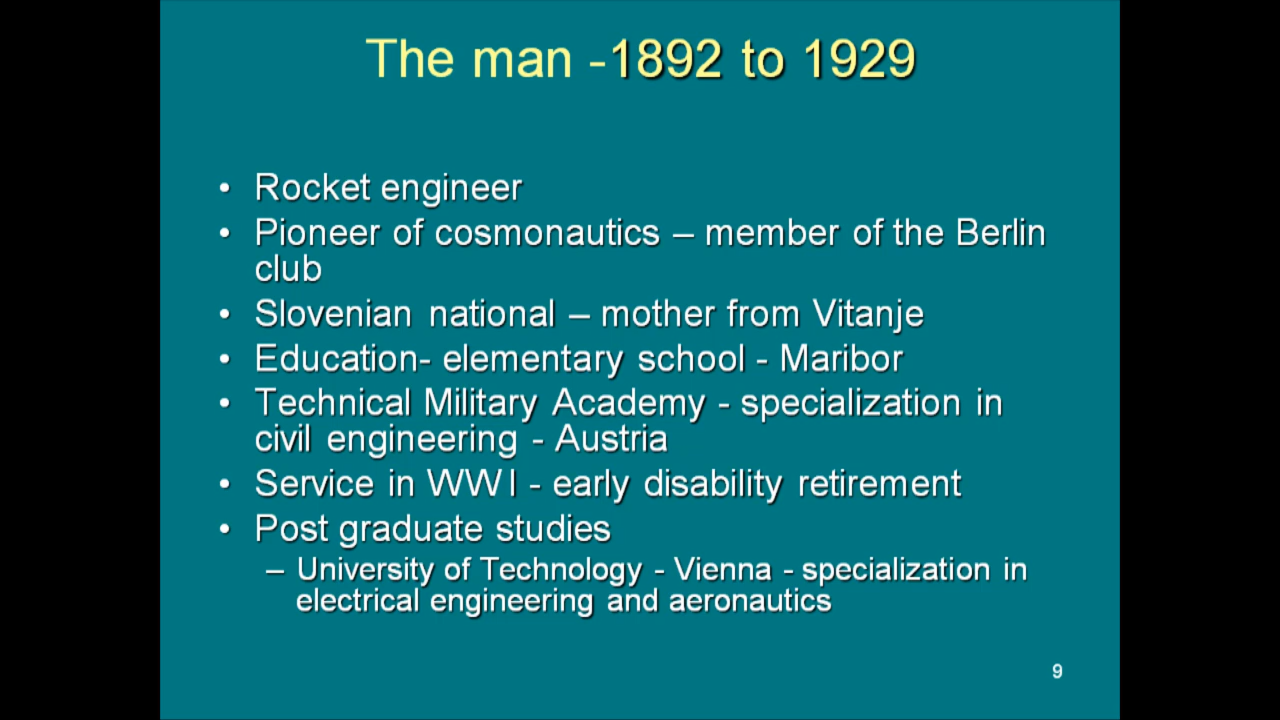 The man -1892 to 1929
• Rocket engineer
• Pioneer of cosmonautics – member of the Berlin
club
• Slovenian national – mother from Vitanje
• Education- elementary school - Maribor
• Technical Military Academy - specialization in
civil engineering - Austria
• Service in WW I - early disability retirement
• Post graduate studies
– University of Technology - Vienna - specialization in
electrical engineering and aeronautics
9